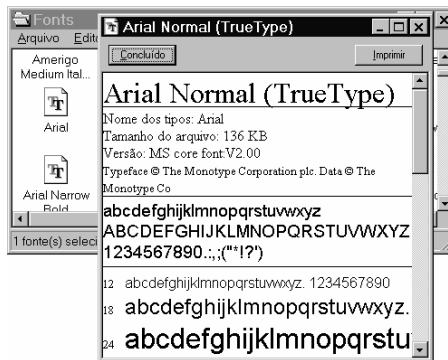 Fonts
Arquivo Edit
Amerigo
Medium Ital...
Arial
Arial Narrow
Bold
1 fonte(s) seleci
Arial Normal (TrueType)
Concluído Imprimir
Arial Normal (TrueType)
Nome dos tipos: Arial
Tamanho do arquivo: 136 KB
Versão: MS core font:V2.00
Typeface © The Monotype Corporation plc. Data © The
Monotype Co
abcdefghijklmnopqrstuvwxyz
ABCDEFGHIJKLMNOPQRSTUVWXYZ
1234567890.:,;("*!?')
12 abcdefghijklmnopqrstuvwxyz. 1234567890
18 abcdefghijklmnopqrstuvwxyz.
24 abcdefghijklmnopqrstu